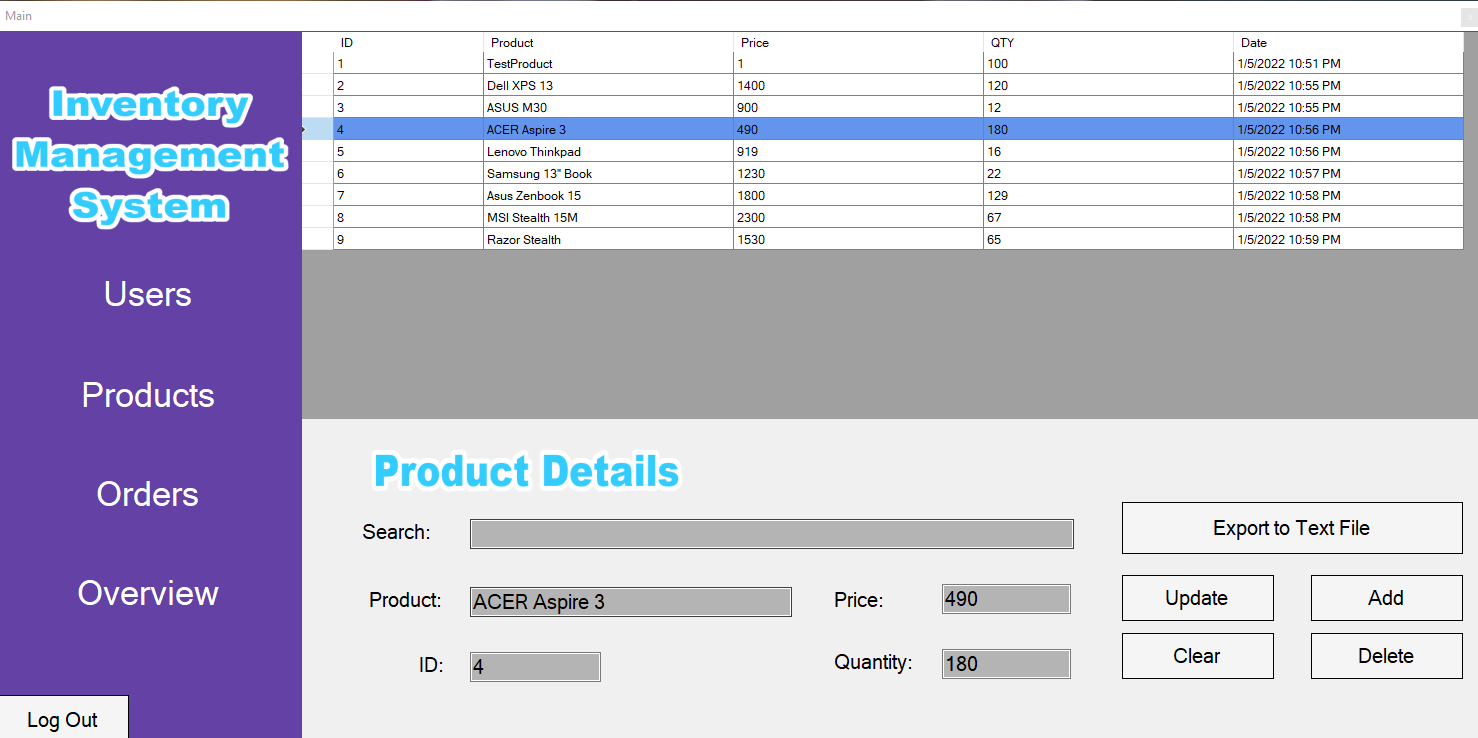 Main
Inventory
Management
System
Users
Products
Orders
Overview
Log Out
ID Product Price QTY Date
1 TestProduct 1 100 1/5/2022 10:51 PM
2 Dell XPS 13 1400 120 1/5/2022 10:55 PM
3 ASUS M30 900 12 1/5/2022 10:55 PM
4 ACER Aspire 3 490 180 1/5/2022 10:56 PM
5 Lenovo Thinkpad 919 16 1/5/2022 10:56 PM
6 Samsung 13" Book 1230 22 1/5/2022 10:57 PM
7 Asus Zenbook 15 1800 129 1/5/2022 10:58 PM
8 MSI Stealth 15M 2300 67 1/5/2022 10:58 PM
9 Razor Stealth 1530 65 1/5/2022 10:59 PM
Product Details
Search:
Export to Text File
Product: ACER Aspire 3 Price: 490 Update Add
ID: 4 Quantity: 180 Clear Delete